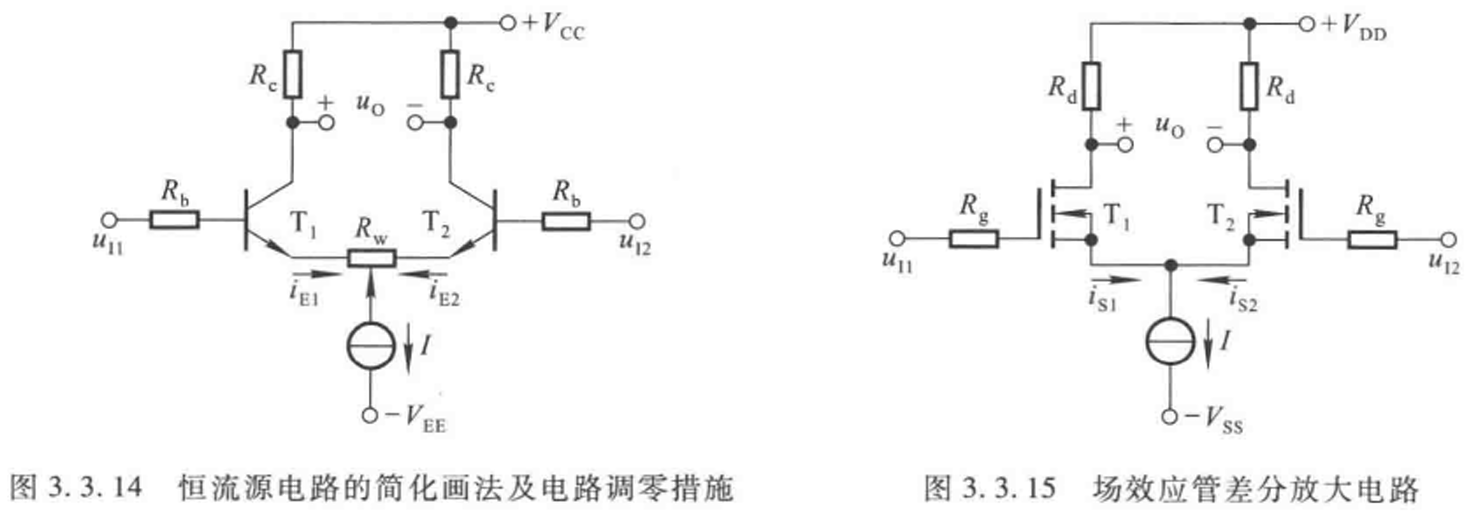 +V_CC
R_c
R_c
+ u_O −
R_b
T_1
R_w
T_2
R_b
u_I1
u_I2
i_E1
i_E2
I
−V_EE
图 3.3.14 恒流源电路的简化画法及电路调零措施
+V_DD
R_d
R_d
+ u_O −
R_g
T_1
T_2
R_g
u_I1
u_I2
i_S1
i_S2
I
−V_SS
图 3.3.15 场效应管差分放大电路